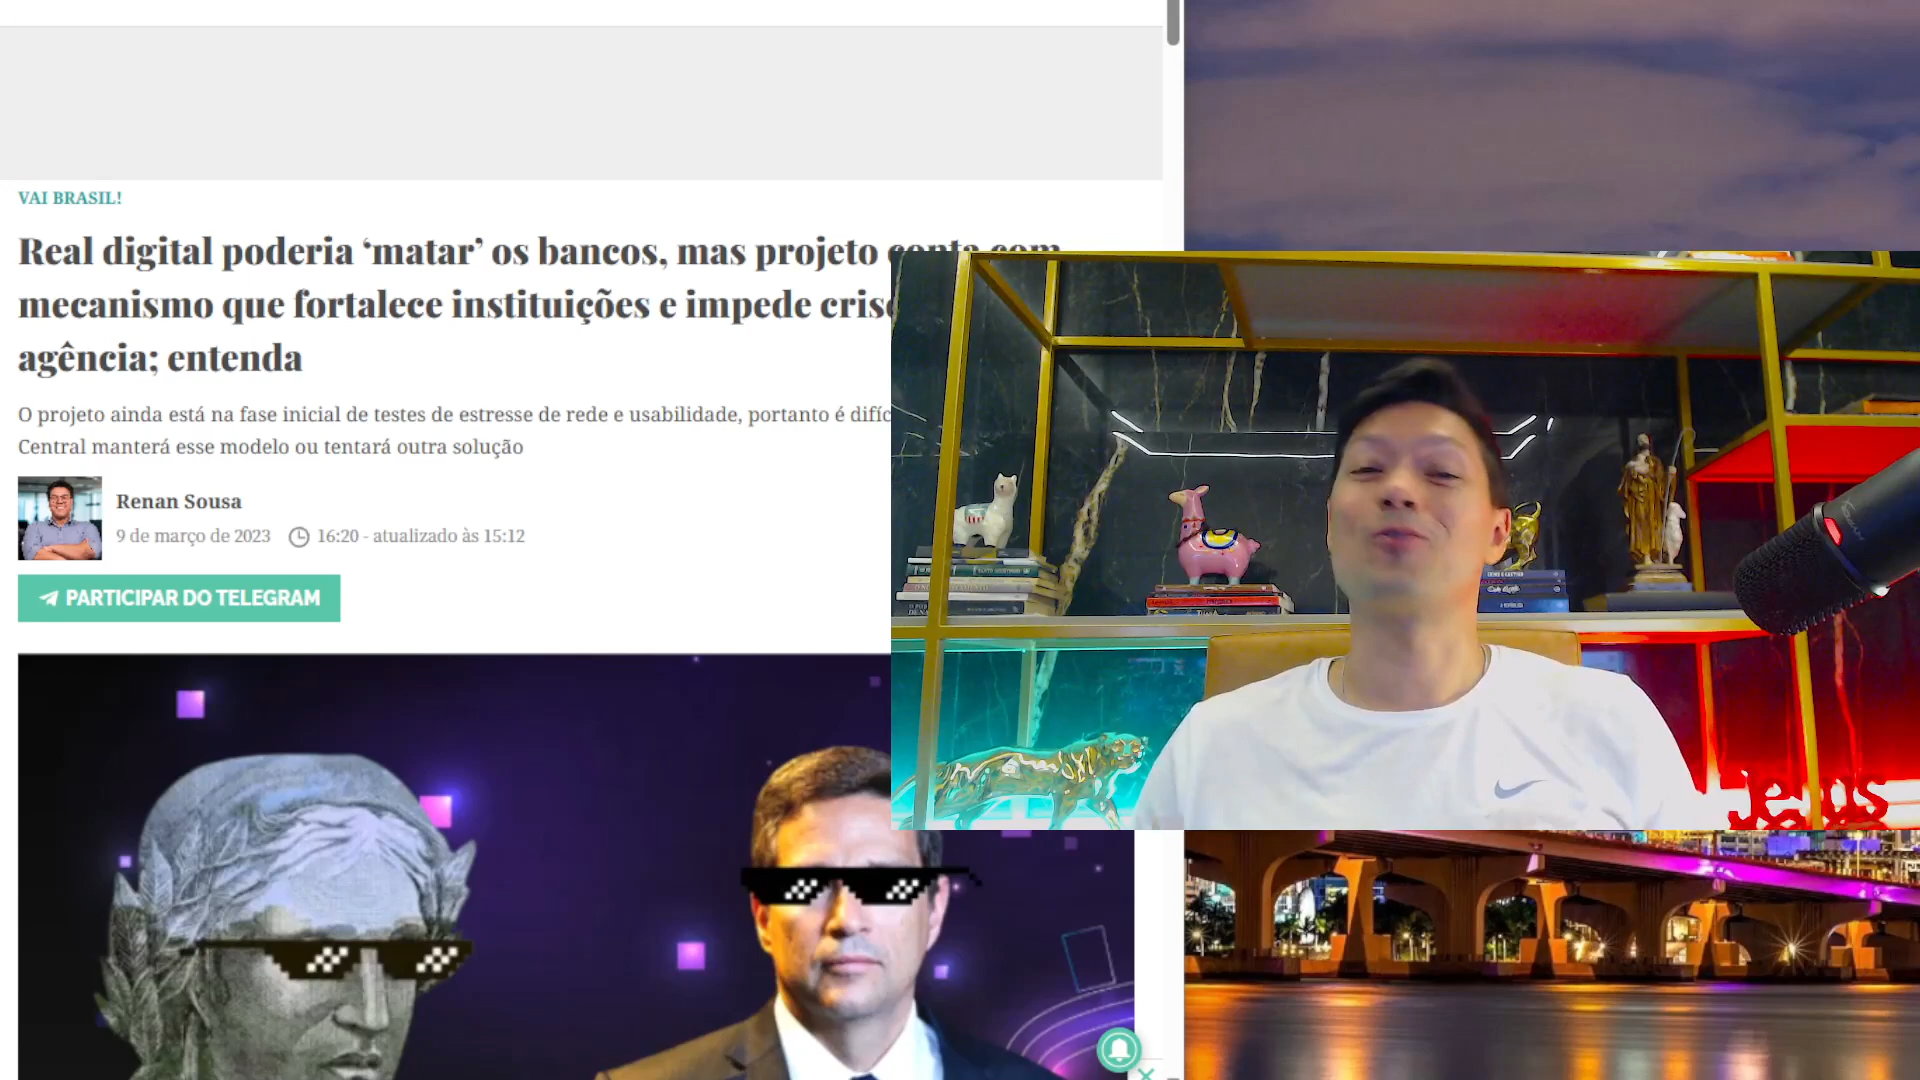 VAI BRASIL!
Real digital poderia ‘matar’ os bancos, mas projeto conta com
mecanismo que fortalece instituições e impede
agência; entenda
O projeto ainda está na fase inicial de testes de estresse de rede e usabilidade, portanto é
Central manterá esse modelo ou tentará outra solução
Renan Sousa
9 de março de 2023 16:20 - atualizado às 15:12
PARTICIPAR DO TELEGRAM
Jesus